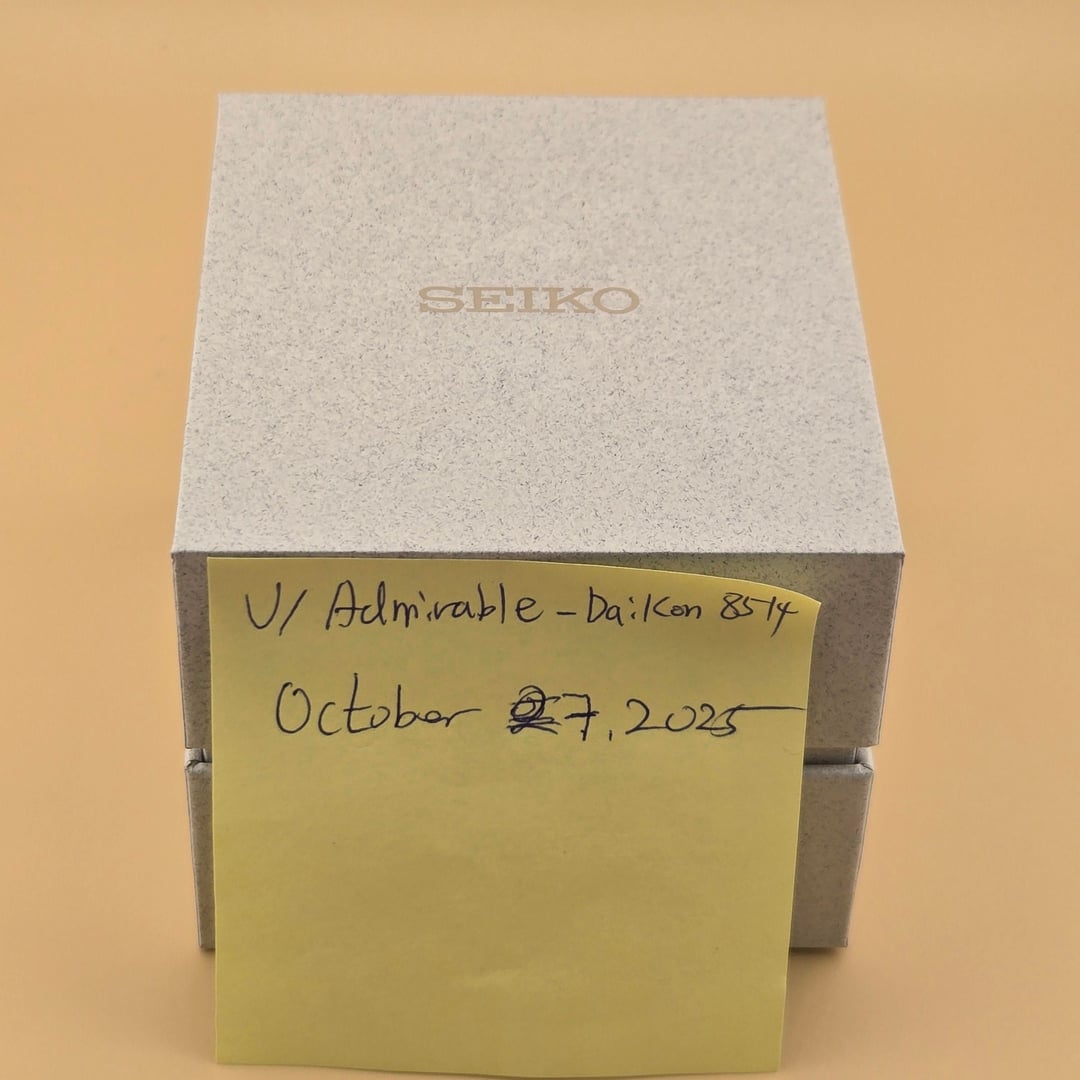 SEIKO
U/ Admirable-Daikon 8514
October 27, 2025